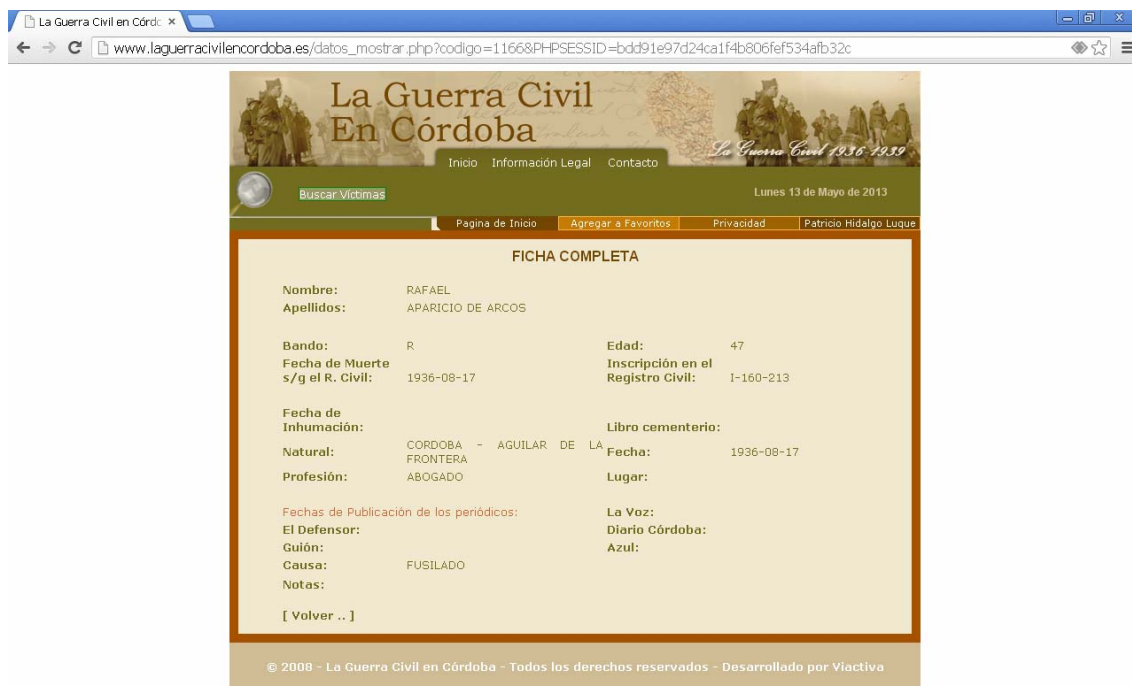 La Guerra Civil en Córdo
www.laguerracivilencordoba.es/datos_mostrar.php?codigo=1166&PHPSESSID=bdd91e97d24ca1f4b806fef534afb32c
La Guerra Civil
En Córdoba
La Guerra Civil 1936-1939
Inicio Información Legal Contacto
Buscar Víctimas
Lunes 13 de Mayo de 2013
Pagina de Inicio Agregar a Favoritos Privacidad Patricio Hidalgo Luque
FICHA COMPLETA
Nombre: RAFAEL
Apellidos: APARICIO DE ARCOS
Bando: R Edad: 47
Fecha de Muerte Inscripción en el
s/g el R. Civil: 1936-08-17 Registro Civil: I-160-213
Fecha de
Inhumación: Libro cementerio:
Natural: CORDOBA - AGUILAR DE LA Fecha: 1936-08-17
FRONTERA
Profesión: ABOGADO Lugar:
Fechas de Publicación de los periódicos: La Voz:
El Defensor: Diario Córdoba:
Guión: Azul:
Causa: FUSILADO
Notas:
[ Volver .. ]
© 2008 - La Guerra Civil en Córdoba - Todos los derechos reservados - Desarrollado por Viactiva